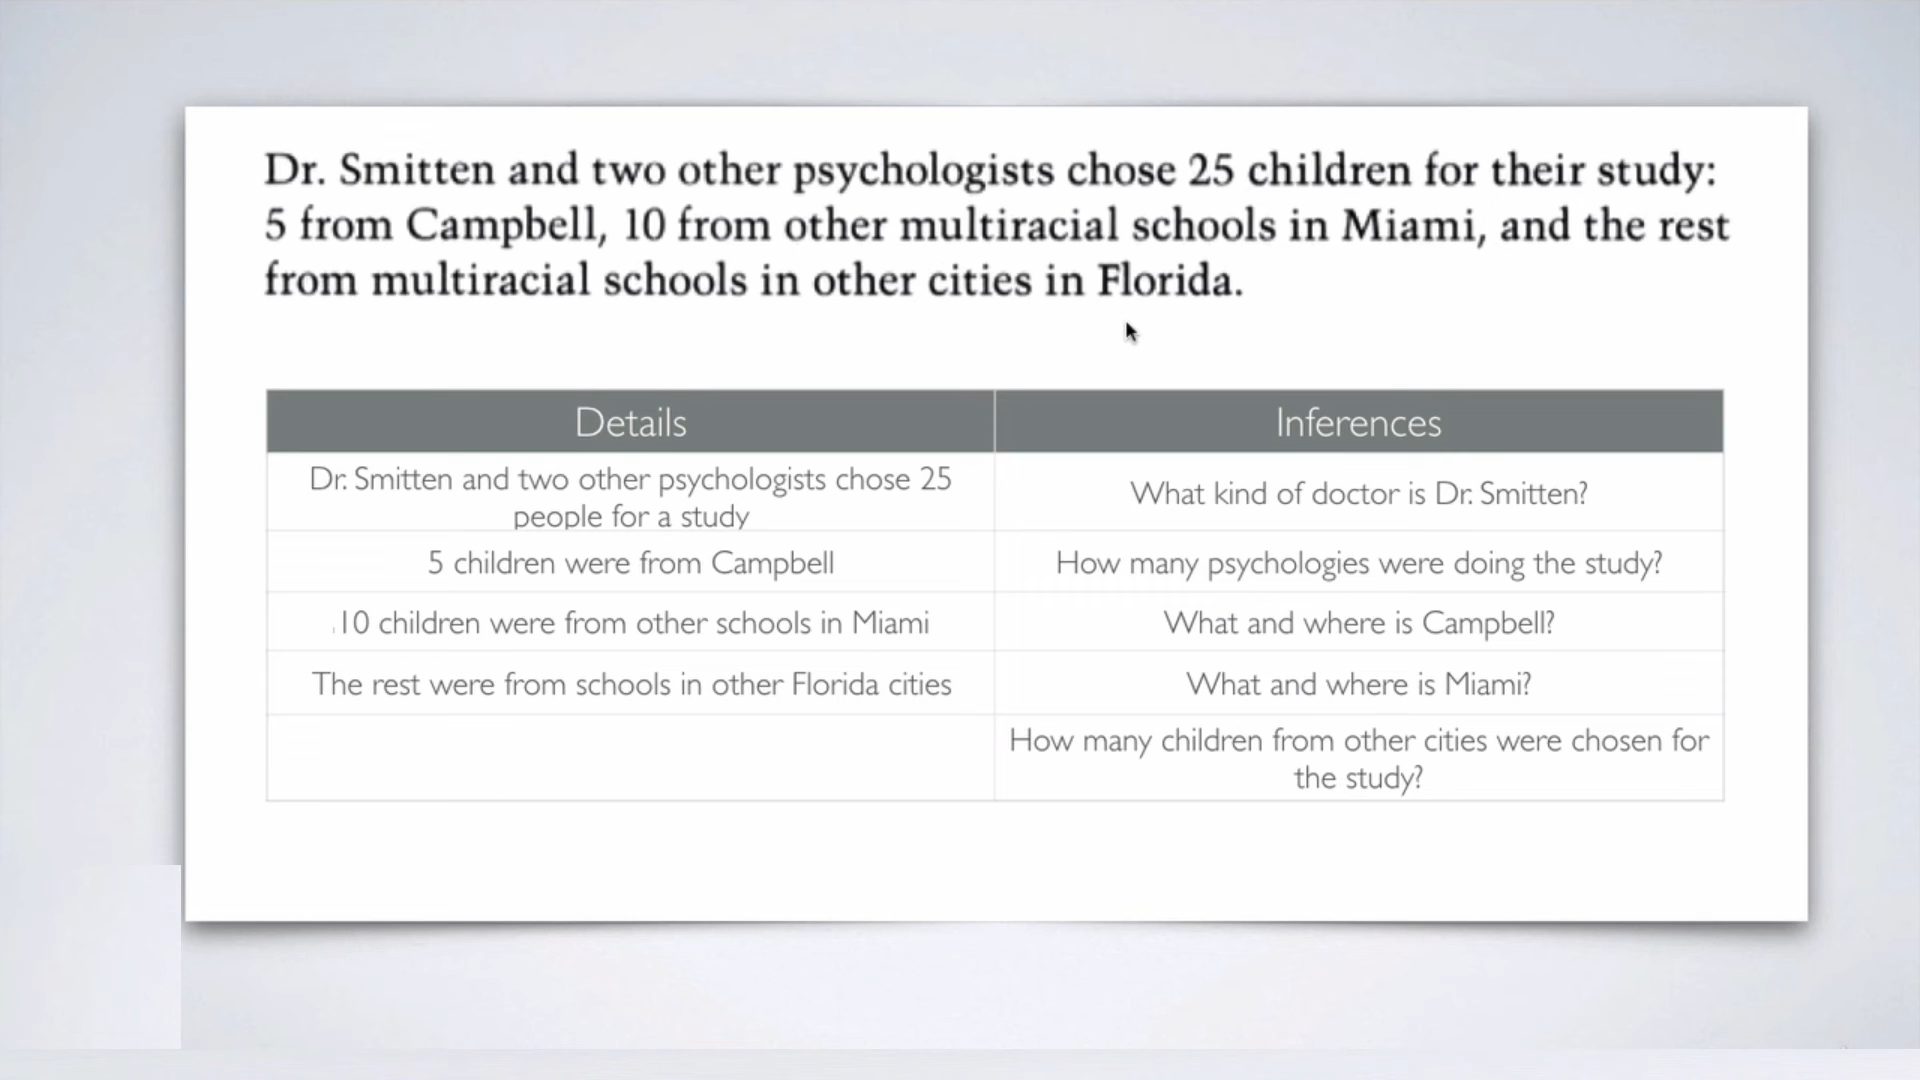 Dr. Smitten and two other psychologists chose 25 children for their study:
5 from Campbell, 10 from other multiracial schools in Miami, and the rest
from multiracial schools in other cities in Florida.
Details
Inferences
Dr. Smitten and two other psychologists chose 25
people for a study
What kind of doctor is Dr. Smitten?
5 children were from Campbell
How many psychologies were doing the study?
10 children were from other schools in Miami
What and where is Campbell?
The rest were from schools in other Florida cities
What and where is Miami?
How many children from other cities were chosen for
the study?